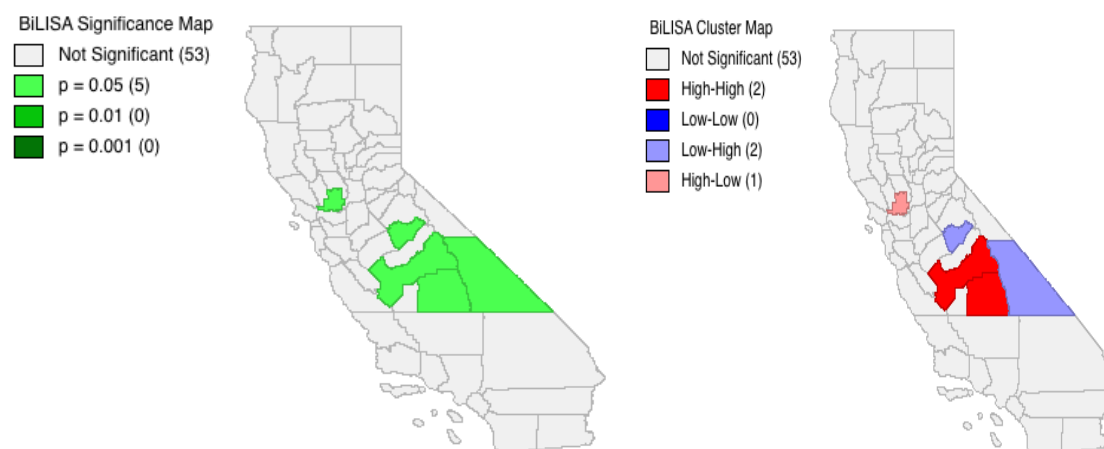 BiLISA Significance Map
Not Significant (53)
p = 0.05 (5)
p = 0.01 (0)
p = 0.001 (0)
BiLISA Cluster Map
Not Significant (53)
High-High (2)
Low-Low (0)
Low-High (2)
High-Low (1)